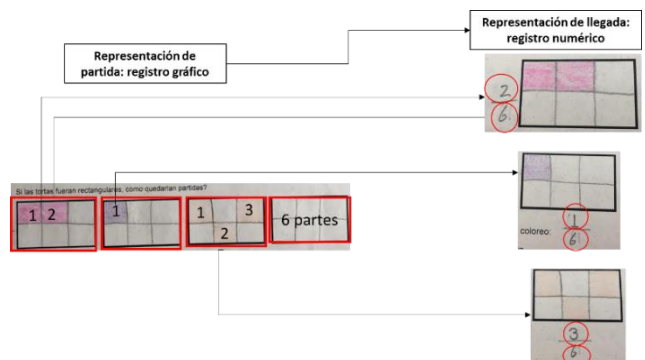 Representación de
partida: registro gráfico
Representación de llegada:
registro numérico
2
6
Si las tortas fueran rectangulares, como quedarían partidas?
1 2
1
1 3
2
6 partes
coloreo: 1
6
3
6